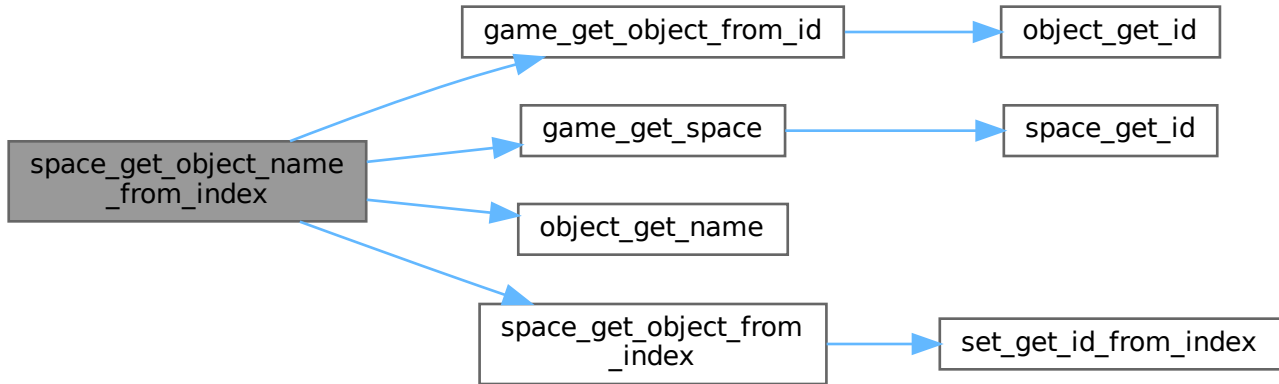 game_get_object_from_id
object_get_id
game_get_space
space_get_id
space_get_object_name
_from_index
object_get_name
space_get_object_from
_index
set_get_id_from_index